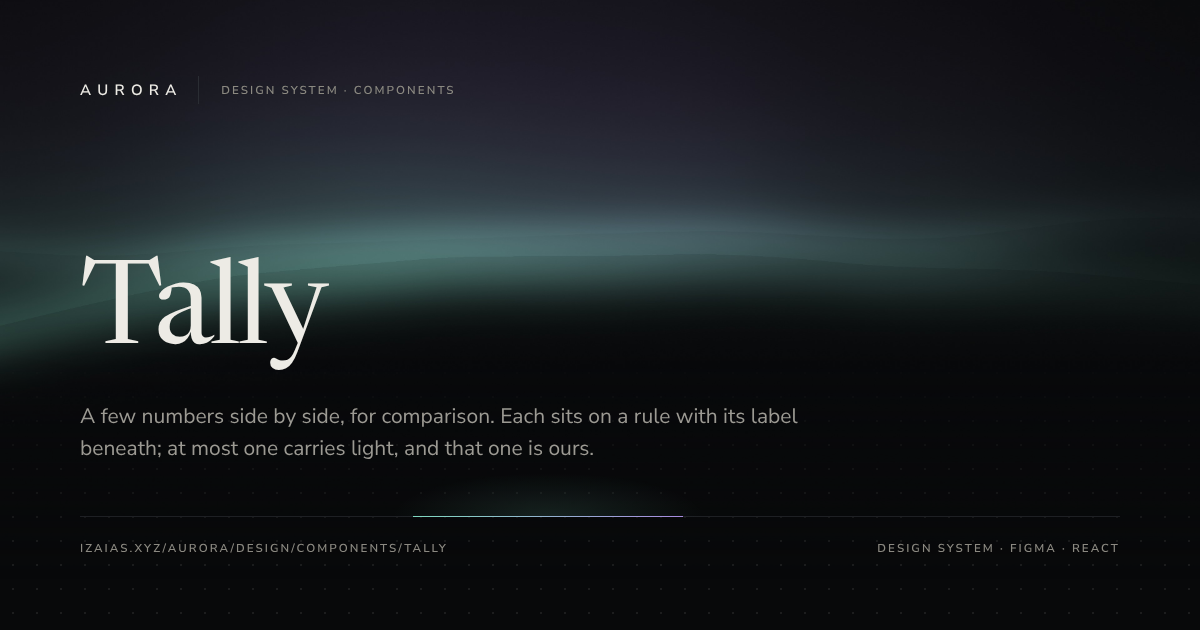 AURORA
DESIGN SYSTEM · COMPONENTS
Tally
A few numbers side by side, for comparison. Each sits on a rule with its label
beneath; at most one carries light, and that one is ours.
IZAIAS.XYZ/AURORA/DESIGN/COMPONENTS/TALLY
DESIGN SYSTEM · FIGMA · REACT